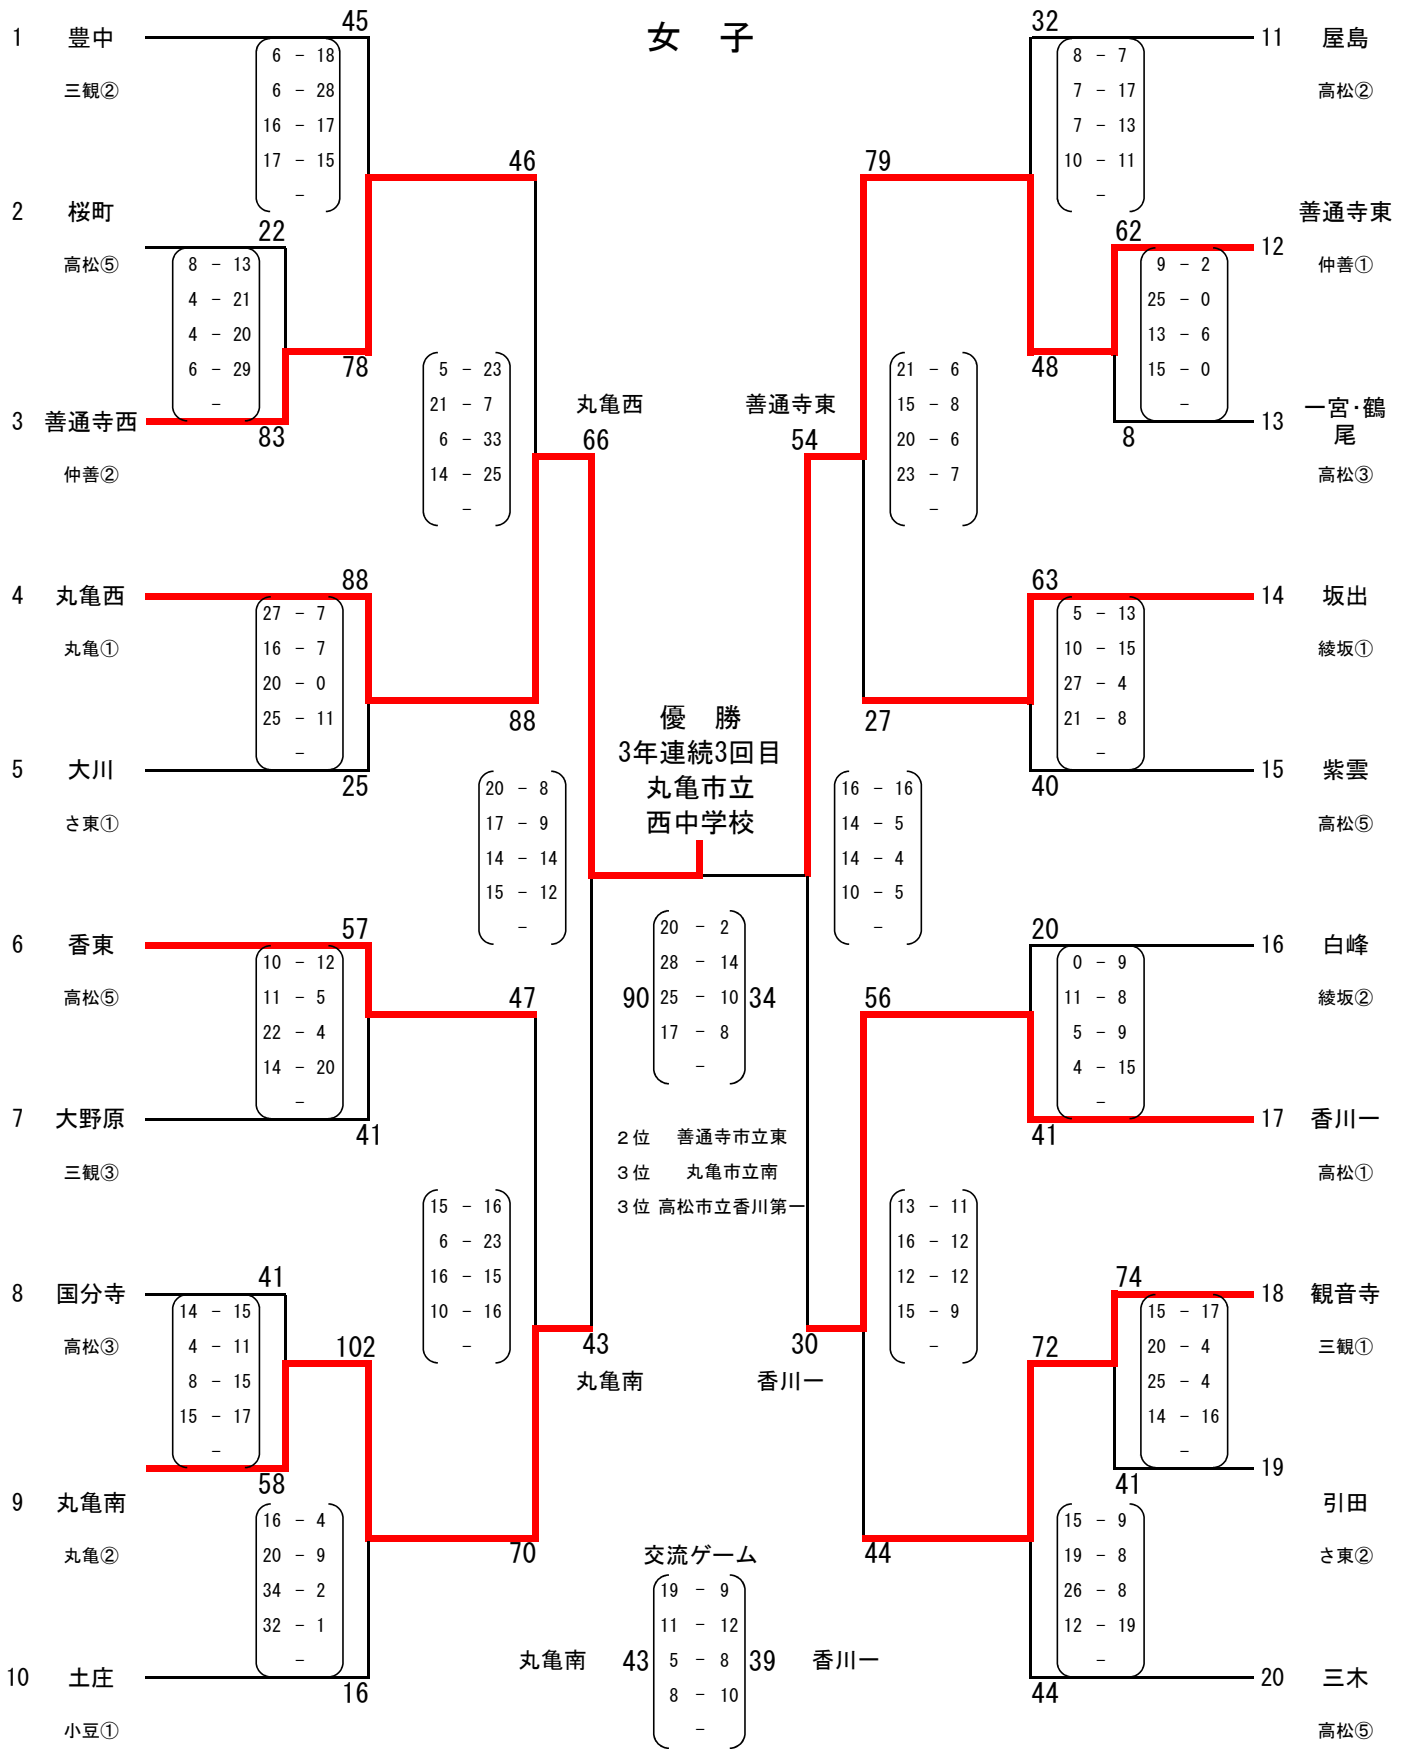 女　子
1 豊中
三観②
45
6 － 18
6 － 28
16 － 17
17 － 15
－
2 桜町
高松⑤
22
8 － 13
4 － 21
4 － 20
6 － 29
－
3 善通寺西
仲善②
83
78
46
5 － 23
21 － 7
6 － 33
14 － 25
－
丸亀西
66
4 丸亀西
丸亀①
88
27 － 7
16 － 7
20 － 0
25 － 11
－
5 大川
さ東①
25
88
20 － 8
17 － 9
14 － 14
15 － 12
－
6 香東
高松⑤
57
10 － 12
11 － 5
22 － 4
14 － 20
－
7 大野原
三観③
41
47
15 － 16
6 － 23
16 － 15
10 － 16
－
8 国分寺
高松③
41
14 － 15
4 － 11
8 － 15
15 － 17
－
58
9 丸亀南
丸亀②
102
16 － 4
20 － 9
34 － 2
32 － 1
－
10 土庄
小豆①
16
70
43
丸亀南
優　勝
3年連続3回目
丸亀市立
西中学校
20 － 2
28 － 14
90 25 － 10 34
17 － 8
－
２位 善通寺市立東
３位 丸亀市立南
３位 高松市立香川第一
交流ゲーム
19 － 9
11 － 12
丸亀南 43 5 － 8 39 香川一
8 － 10
－
32
11 屋島
高松②
8 － 7
7 － 17
7 － 13
10 － 11
－
79
善通寺東
12
仲善①
62
9 － 2
25 － 0
13 － 6
15 － 0
－
48
8
13 一宮・鶴
尾
高松③
21 － 6
15 － 8
20 － 6
23 － 7
－
善通寺東
54
63
14 坂出
綾坂①
5 － 13
10 － 15
27 － 4
21 － 8
－
27
40
15 紫雲
高松⑤
16 － 16
14 － 5
14 － 4
10 － 5
－
20
16 白峰
綾坂②
0 － 9
11 － 8
5 － 9
4 － 15
－
56
41
17 香川一
高松①
13 － 11
16 － 12
12 － 12
15 － 9
－
30
香川一
74
18 観音寺
三観①
15 － 17
20 － 4
25 － 4
14 － 16
－
72
41
19
引田
さ東②
15 － 9
19 － 8
26 － 8
12 － 19
－
44
44
20 三木
高松⑤